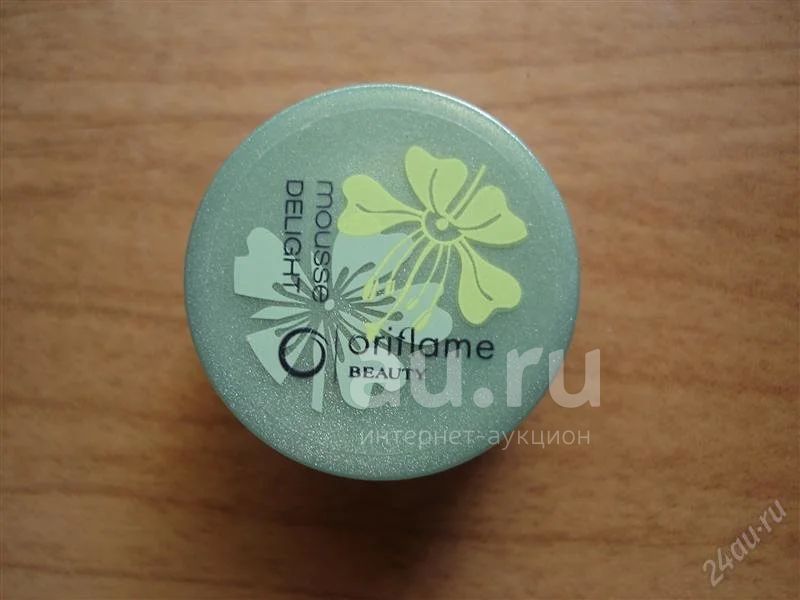 mousse
DELIGHT
oriflame
BEAUTY
au.ru
интернет-аукцион
24au.ru